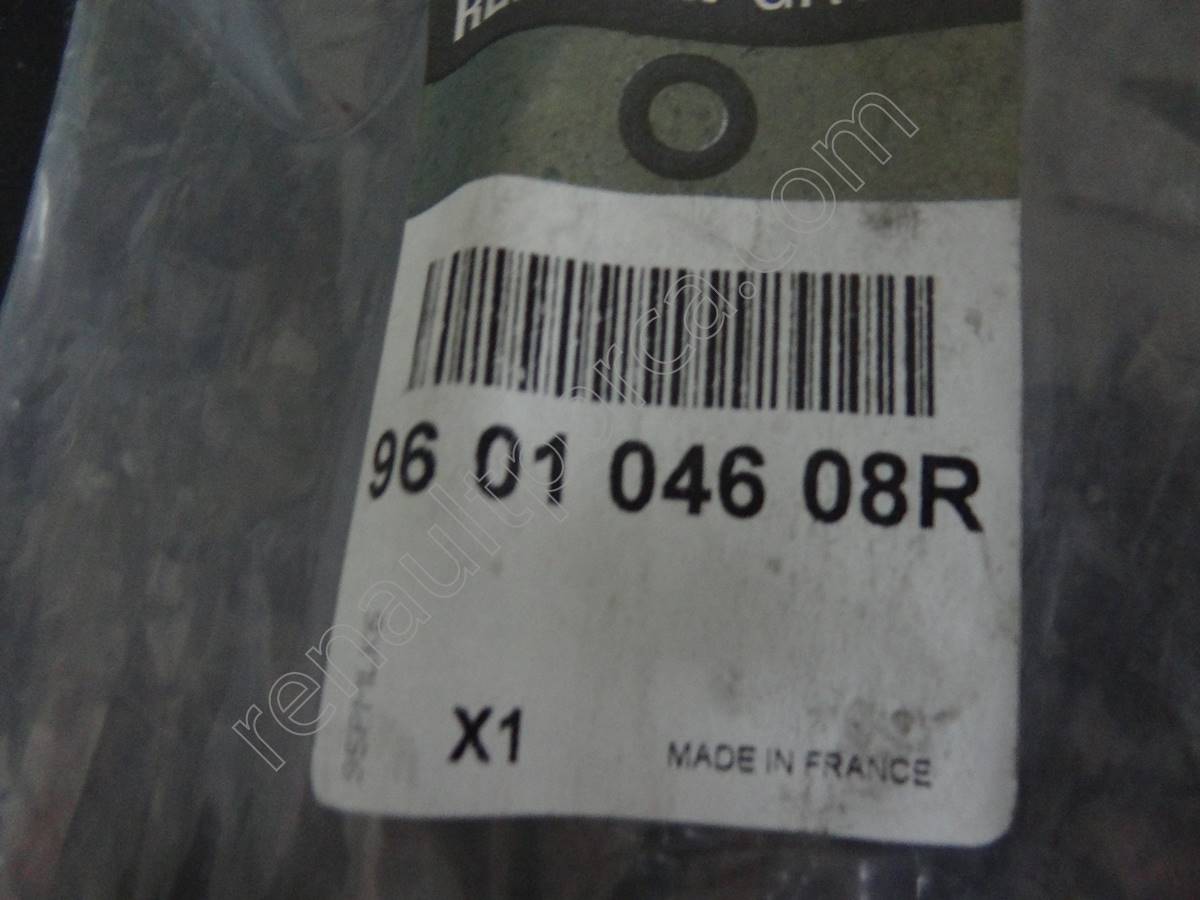 96 01 046 08R
X1
MADE IN FRANCE
renaultparca.com